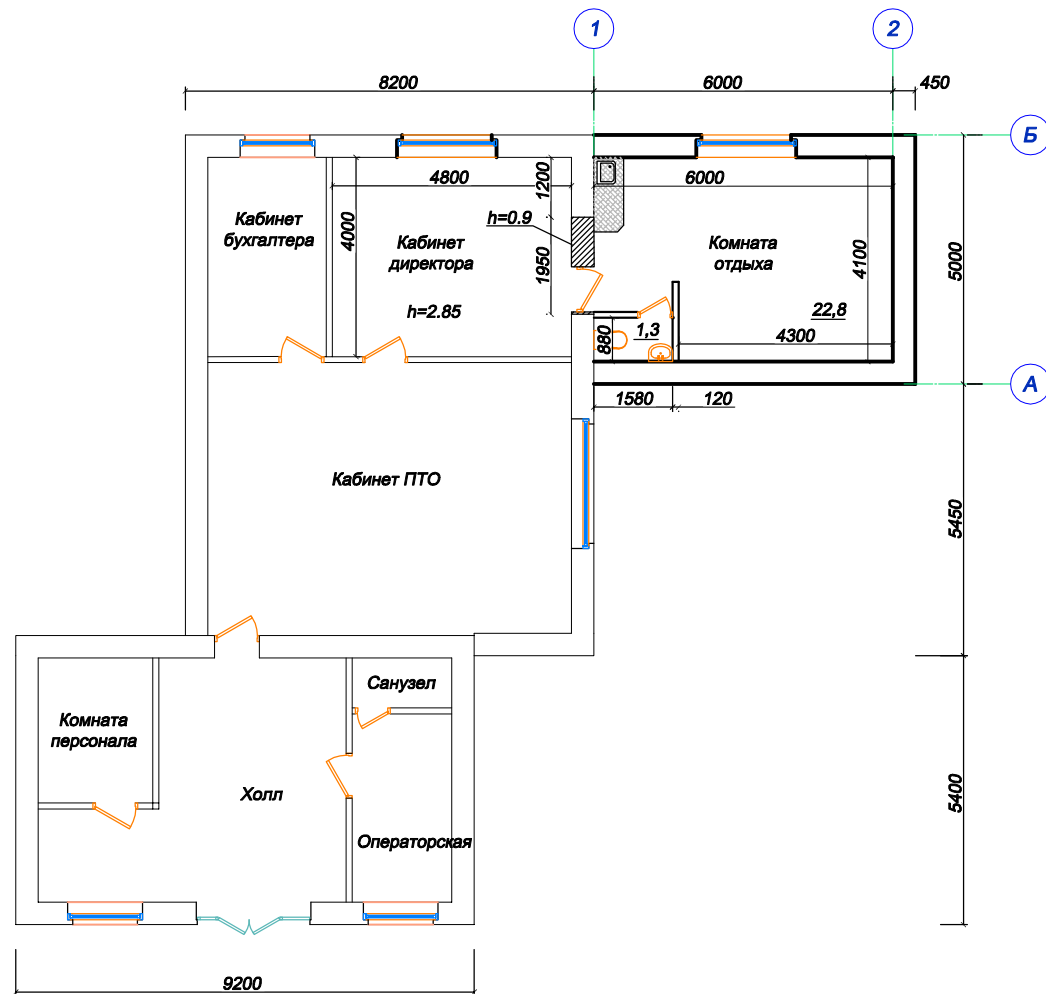 1
2
8200
6000
450
Б
4800
1200
6000
h=0.9
Кабинет
бухгалтера
4000
Кабинет
директора
1950
Комната
отдыха
4100
5000
h=2.85
22,8
880
1,3
4300
А
1580
120
Кабинет ПТО
5450
Санузел
Комната
персонала
Холл
5400
Операторская
9200